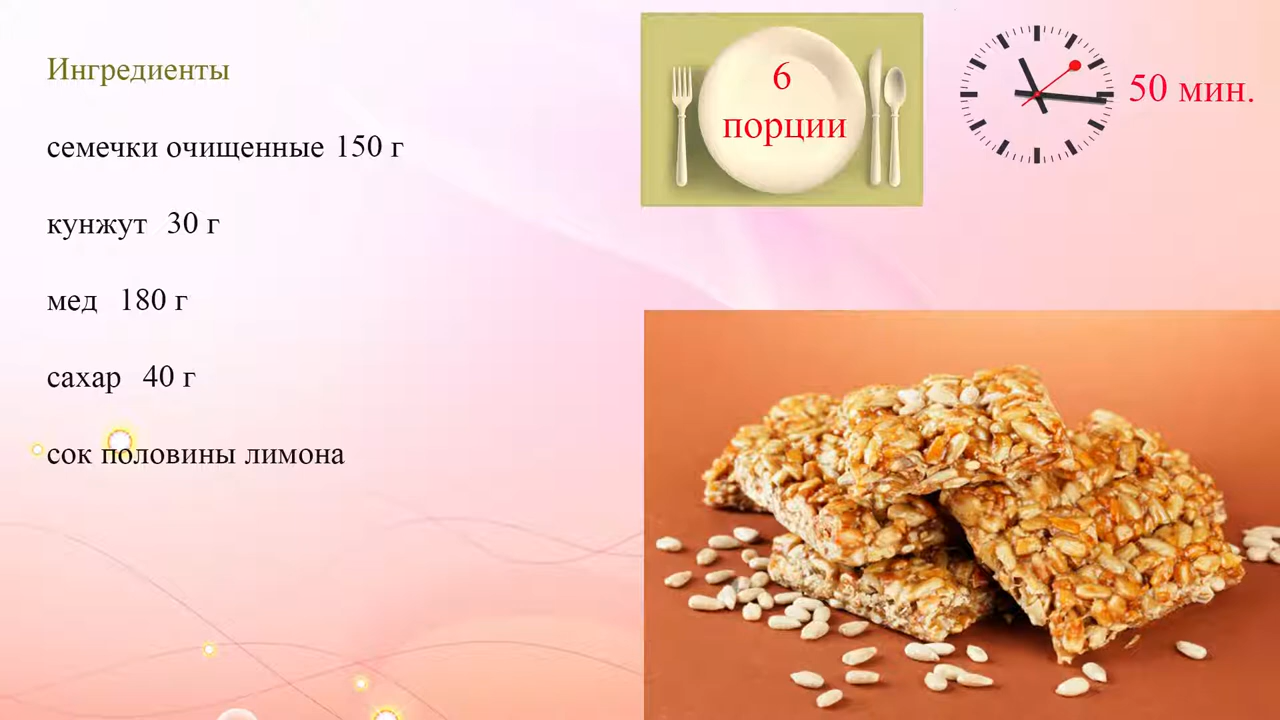 Ингредиенты
семечки очищенные 150 г
кунжут 30 г
мед 180 г
сахар 40 г
сок половины лимона
6
порции
50 мин.